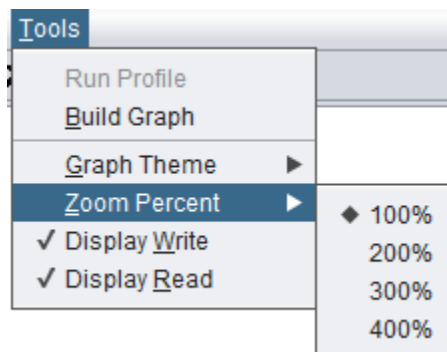 Tools
Run Profile
Build Graph
Graph Theme
Zoom Percent
Display Write
Display Read
100%
200%
300%
400%